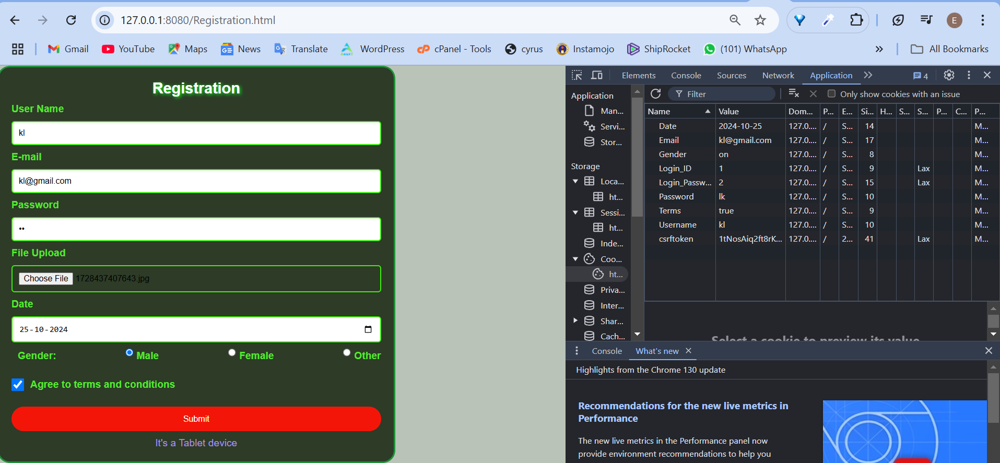 127.0.0.1:8080/Registration.html
E
Gmail YouTube Maps News Translate WordPress cPanel - Tools cyrus Instamojo ShipRocket (101) WhatsApp » All Bookmarks
Registration
User Name
kl
E-mail
kl@gmail.com
Password
••
File Upload
Choose File 1728437407643.jpg
Date
25-10-2024
Gender: Male Female Other
Agree to terms and conditions
Submit
It's a Tablet device
Elements Console Sources Network Application 4
Application
Man...
Servi...
Stor...
Storage
Loca...
ht...
Sessi...
ht...
Inde...
Coo...
ht...
Priva...
Inter...
Shar...
Cach...
Filter Only show cookies with an issue
Name Value Dom... P... E... Si... H... S... S... P... C... P...
Date 2024-10-25 127.0.... / S... 14 M...
Email kl@gmail.com 127.0.... / S... 17 M...
Gender on 127.0.... / S... 8 M...
Login_ID 1 127.0.... / S... 9 Lax M...
Login_Passw... 2 127.0.... / S... 15 Lax M...
Password lk 127.0.... / S... 10 M...
Terms true 127.0.... / S... 9 M...
Username kl 127.0.... / S... 10 M...
csrftoken 1tNosAiq2ft8rK... 127.0.... / 2... 41 Lax M...
Select a cookie to preview its value
Console What's new
Highlights from the Chrome 130 update
Recommendations for the new live metrics in
Performance
The new live metrics in the Performance panel now
provide environment recommendations to help you